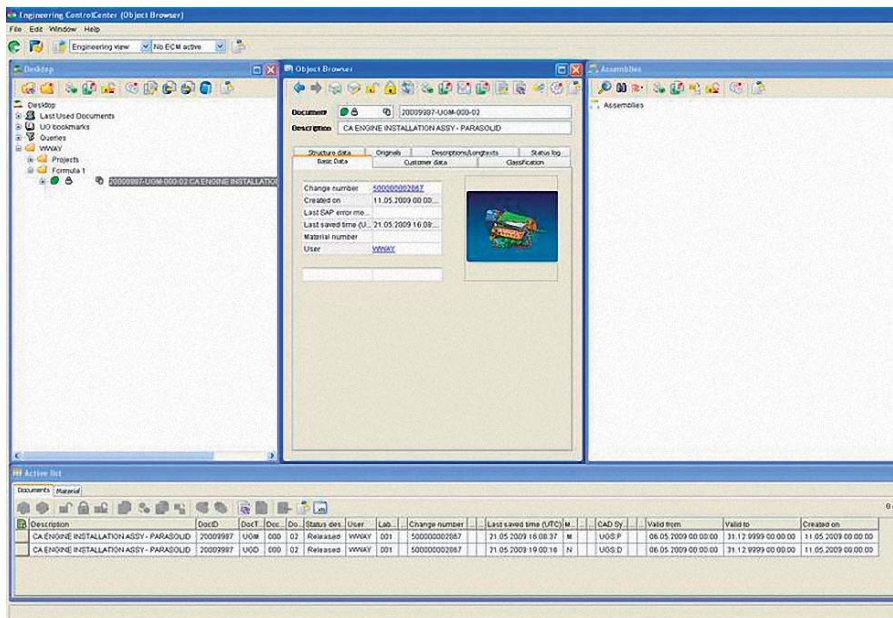 Engineering ControlCenter (Object Browser)
File Edit Window Help
Engineering view No ECM active
Desktop
Desktop
Last Used Documents
UO bookmarks
Queries
WWAY
Projects
Formula 1
20009987-UGM-000-02 CA ENGINE INSTALLATIO
Object Browser
Document 20009987-UGM-000-02
Description CA ENGINE INSTALLATION ASSY - PARASOLID
Structure data Originals Descriptions/Longtexts Status log
Basic Data Customer data Classification
Change number 500000002867
Created on 11.05.2009 00:00:...
Last SAP error me...
Last saved time (U... 21.05.2009 16:08:...
Material number
User WWAY
Assemblies
Assemblies
Active list
Documents Material
Description DocID DocT... Doc... Do... Status des... User Lab... Change number Last saved time (UTC) M... CAD Sy... Valid from Valid to Created on
CA ENGINE INSTALLATION ASSY - PARASOLID 20009987 UGM 000 02 Released WWAY 001 500000002867 21.05.2009 16:08:37 M UGS:P 06.05.2009 00:00:00 31.12.9999 00:00:00 11.05.2009 00:00:00
CA ENGINE INSTALLATION ASSY - PARASOLID 20009987 UGD 000 02 Released WWAY 001 500000002867 21.05.2009 19:00:16 N UGS:D 06.05.2009 00:00:00 31.12.9999 00:00:00 11.05.2009 00:00:00